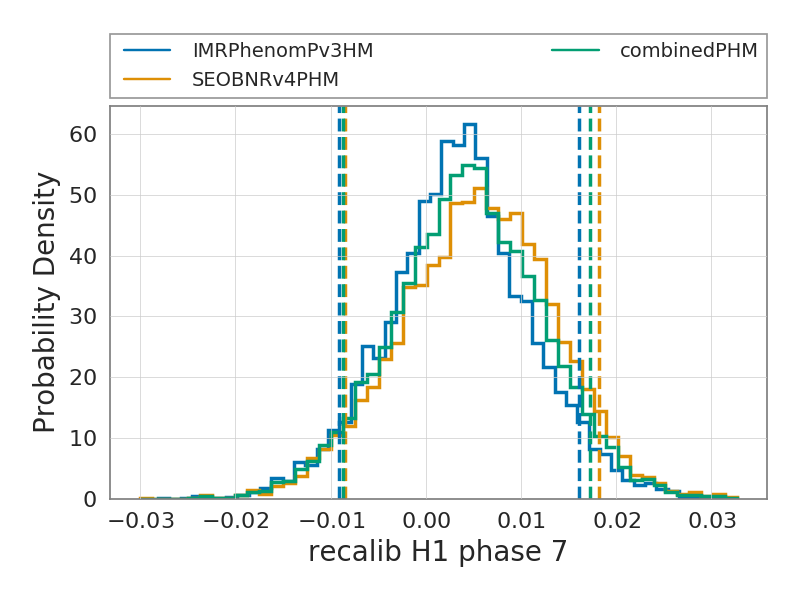 IMRPhenomPv3HM
SEOBNRv4PHM
combinedPHM
Probability Density
60
50
40
30
20
10
0
−0.03 −0.02 −0.01 0.00 0.01 0.02 0.03
recalib H1 phase 7